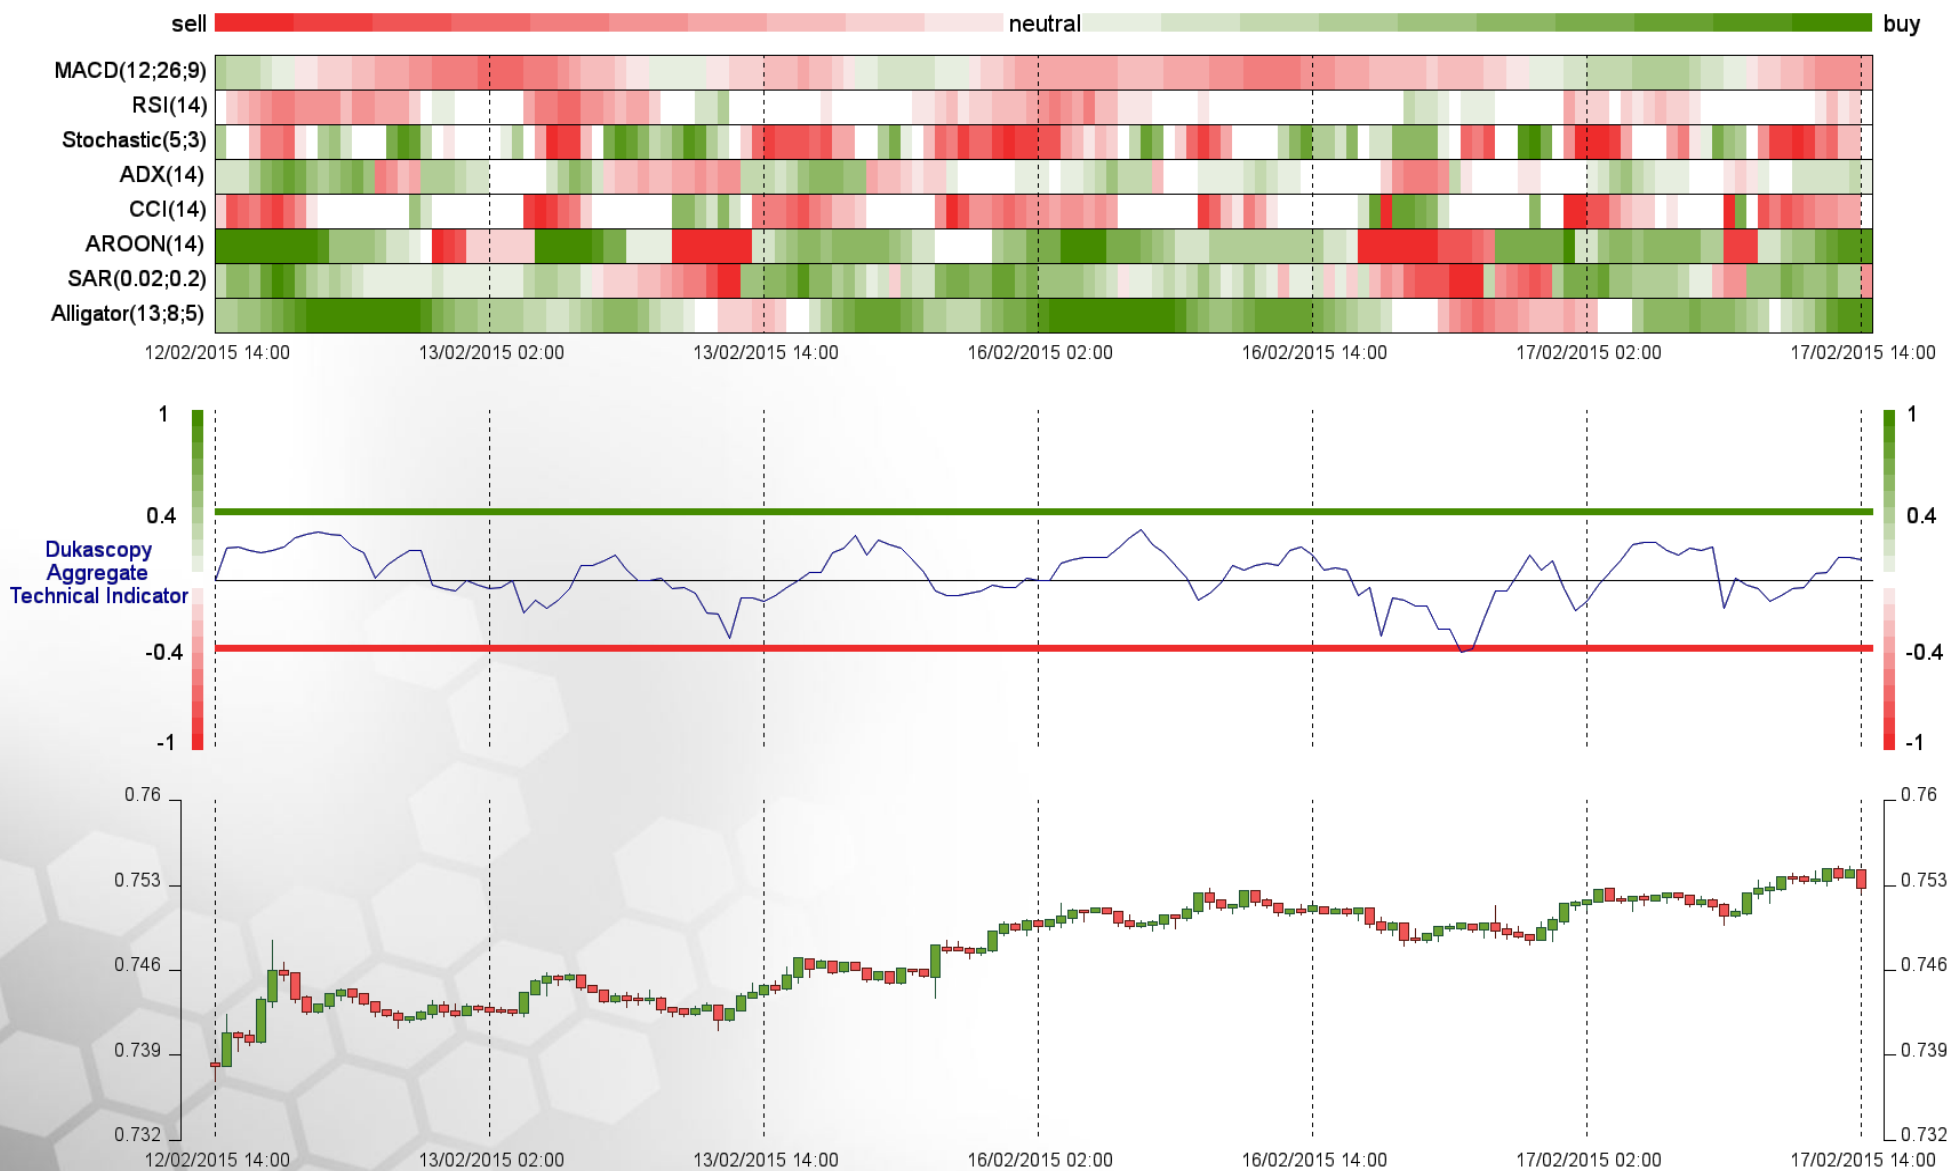 sell neutral buy
MACD(12;26;9)
RSI(14)
Stochastic(5;3)
ADX(14)
CCI(14)
AROON(14)
SAR(0.02;0.2)
Alligator(13;8;5)
12/02/2015 14:00 13/02/2015 02:00 13/02/2015 14:00 16/02/2015 02:00 16/02/2015 14:00 17/02/2015 02:00 17/02/2015 14:00
1 1
0.4 0.4
Dukascopy
Aggregate
Technical Indicator
-0.4 -0.4
-1 -1
0.76 0.76
0.753 0.753
0.746 0.746
0.739 0.739
0.732 0.732
12/02/2015 14:00 13/02/2015 02:00 13/02/2015 14:00 16/02/2015 02:00 16/02/2015 14:00 17/02/2015 02:00 17/02/2015 14:00